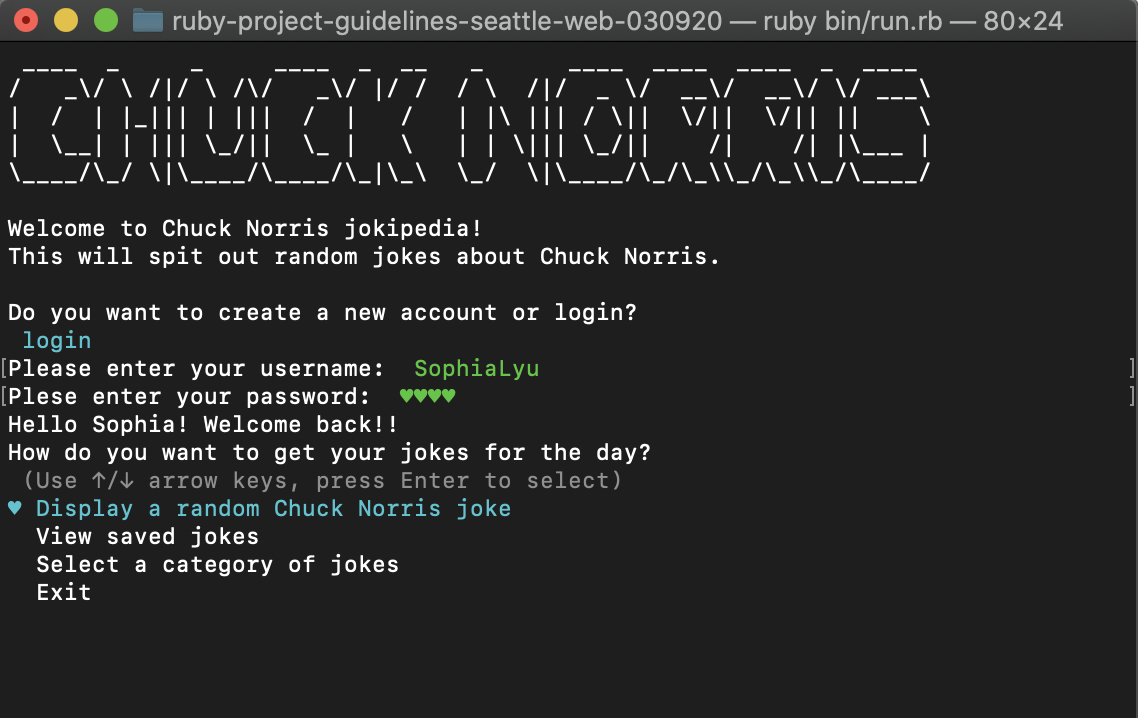 ruby-project-guidelines-seattle-web-030920 — ruby bin/run.rb — 80×24
CHUCK NORRIS
Welcome to Chuck Norris jokipedia!
This will spit out random jokes about Chuck Norris.
Do you want to create a new account or login?
login
[Please enter your username: SophiaLyu ]
[Plese enter your password: ♥♥♥♥ ]
Hello Sophia! Welcome back!!
How do you want to get your jokes for the day?
(Use ↑/↓ arrow keys, press Enter to select)
♥ Display a random Chuck Norris joke
View saved jokes
Select a category of jokes
Exit